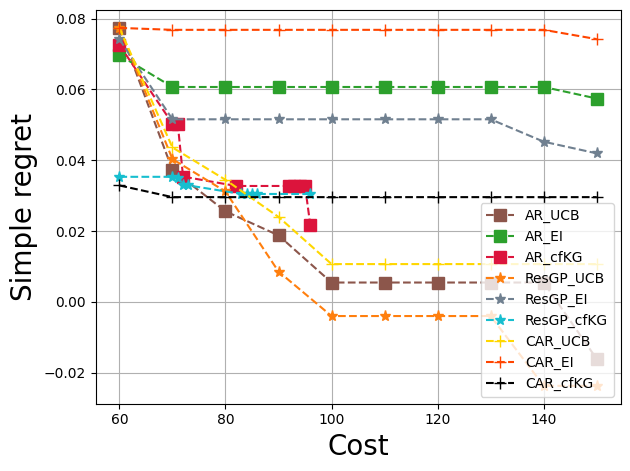 0.08
0.06
0.04
0.02
0.00
−0.02
Simple regret
60
80
100
120
140
Cost
AR_UCB
AR_EI
AR_cfKG
ResGP_UCB
ResGP_EI
ResGP_cfKG
CAR_UCB
CAR_EI
CAR_cfKG